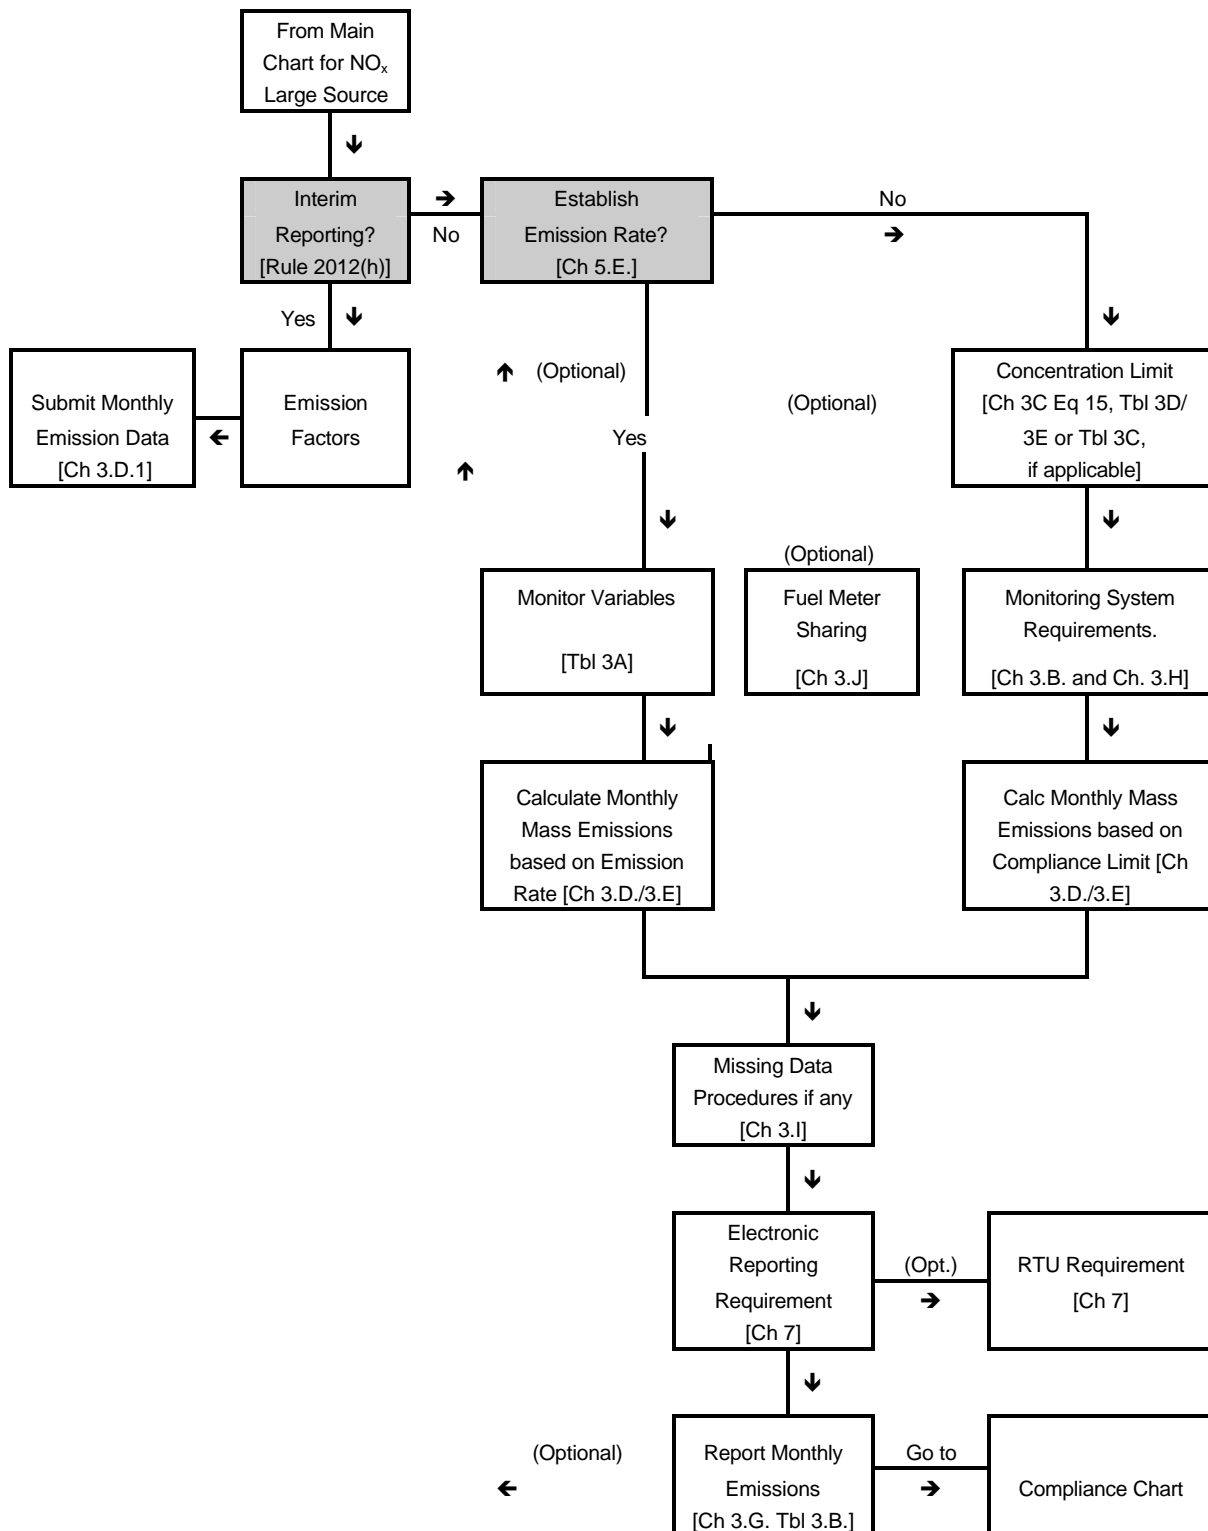 From Main
Chart for NOx
Large Source
Interim
Reporting?
[Rule 2012(h)]
No
Establish
Emission Rate?
[Ch 5.E.]
No
Yes
Submit Monthly
Emission Data
[Ch 3.D.1]
Emission
Factors
(Optional)
Yes
(Optional)
Concentration Limit
[Ch 3C Eq 15, Tbl 3D/
3E or Tbl 3C,
if applicable]
Monitor Variables
[Tbl 3A]
(Optional)
Fuel Meter
Sharing
[Ch 3.J]
Monitoring System
Requirements.
[Ch 3.B. and Ch. 3.H]
Calculate Monthly
Mass Emissions
based on Emission
Rate [Ch 3.D./3.E]
Calc Monthly Mass
Emissions based on
Compliance Limit [Ch
3.D./3.E]
Missing Data
Procedures if any
[Ch 3.I]
Electronic
Reporting
Requirement
[Ch 7]
(Opt.)
RTU Requirement
[Ch 7]
(Optional)
Report Monthly
Emissions
[Ch 3.G. Tbl 3.B.]
Go to
Compliance Chart